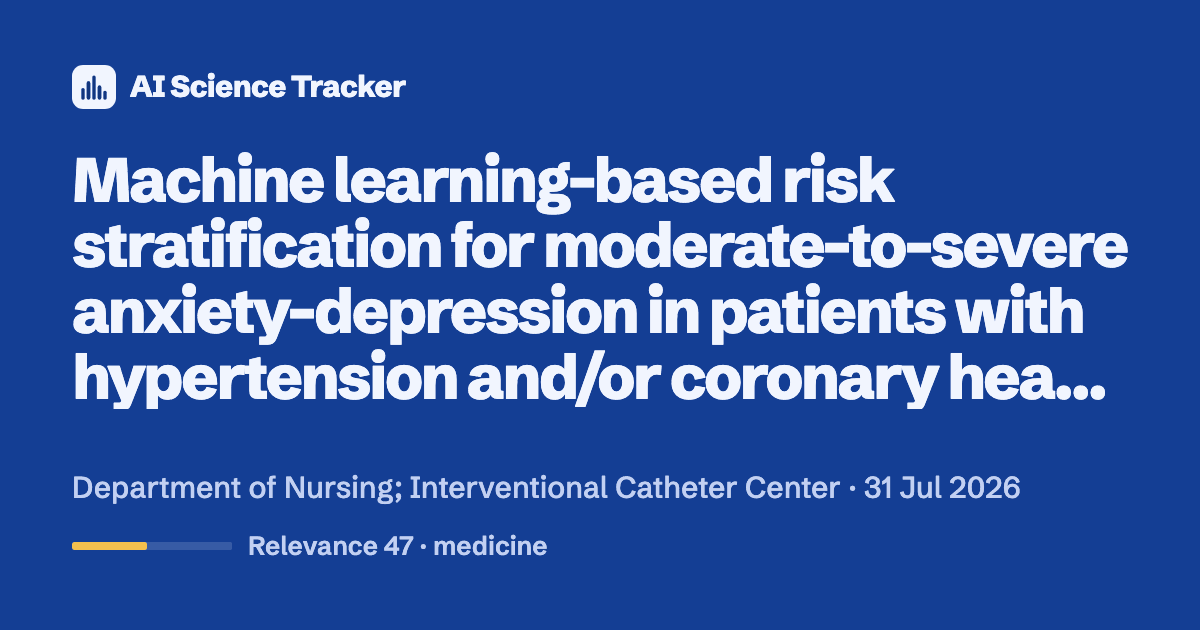 AI Science Tracker
Machine learning-based risk
stratification for moderate-to-severe
anxiety-depression in patients with
hypertension and/or coronary hea...
Department of Nursing; Interventional Catheter Center · 31 Jul 2026
Relevance 47 · medicine